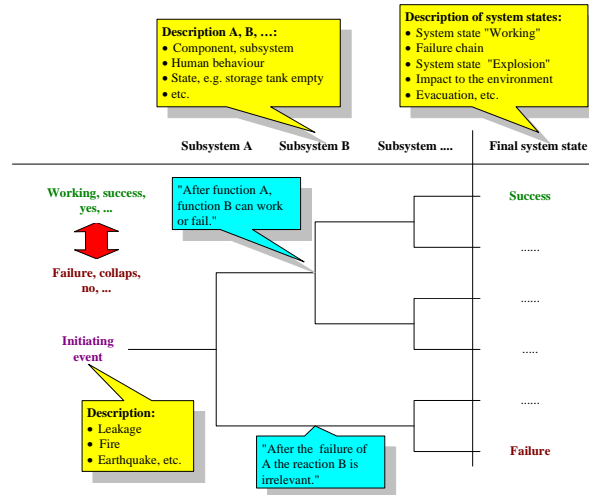 Description A, B, …:
• Component, subsystem
• Human behaviour
• State, e.g. storage tank empty
• etc.
Description of system states:
• System state "Working"
• Failure chain
• System state "Explosion"
• Impact to the environment
• Evacuation, etc.
Subsystem A Subsystem B Subsystem .... Final system state
Working, success,
yes, ...
Failure, collaps,
no, ...
"After function A,
function B can work
or fail."
Success
......
......
.....
......
Failure
Initiating
event
Description:
• Leakage
• Fire
• Earthquake, etc.
"After the failure of
A the reaction B is
irrelevant."